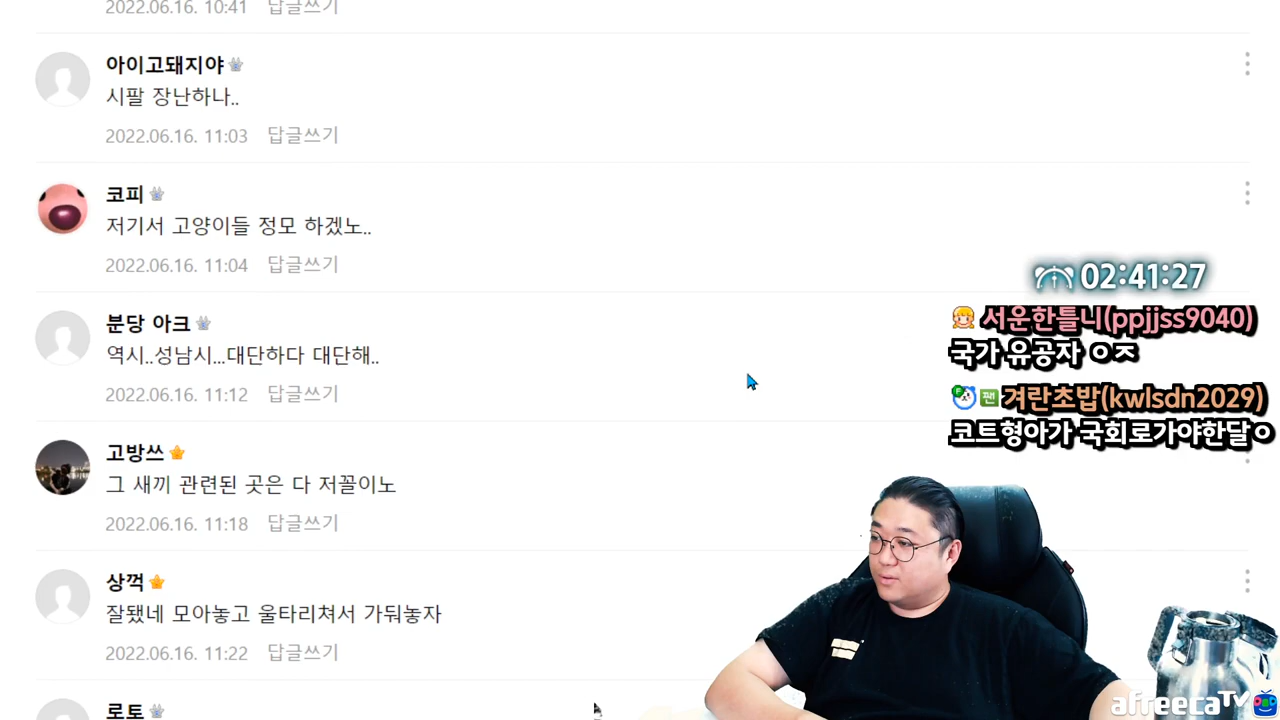 2022.06.16. 10:41 답글쓰기
아이고돼지야
시팔 장난하나..
2022.06.16. 11:03 답글쓰기
코피
저기서 고양이들 정모 하겠노..
2022.06.16. 11:04 답글쓰기
02:41:27
서운한틀니(ppjjss9040)
국가 유공자 ㅇㅈ
분당 아크
역시..성남시...대단하다 대단해..
2022.06.16. 11:12 답글쓰기
F 팬 겨란초밥(kwlsdn2029)
코트형아가 국회로가야한달ㅇ
고방쓰
그 새끼 관련된 곳은 다 저꼴이노
2022.06.16. 11:18 답글쓰기
상꺽
잘됐네 모아놓고 울타리쳐서 가둬놓자
2022.06.16. 11:22 답글쓰기
로토
afreecaTV